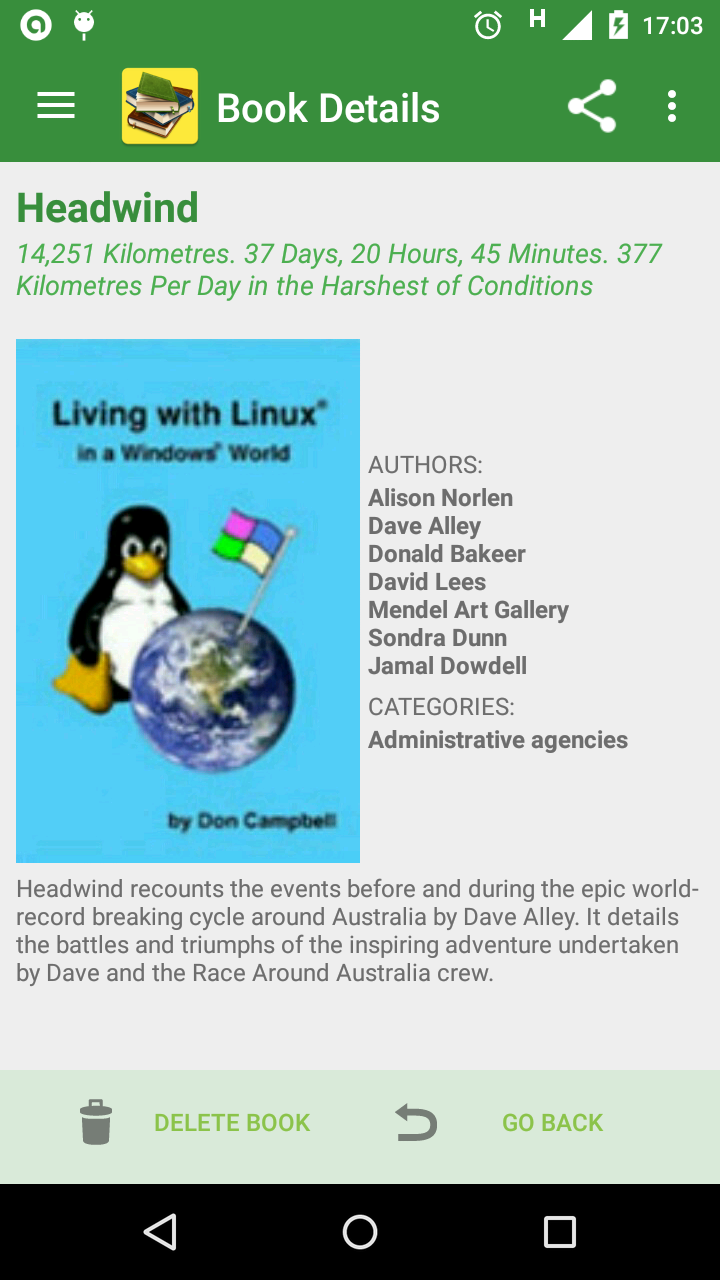 H 17:03
Book Details
Headwind
14,251 Kilometres. 37 Days, 20 Hours, 45 Minutes. 377
Kilometres Per Day in the Harshest of Conditions
Living with Linux®
in a Windows® World
by Don Campbell
AUTHORS:
Alison Norlen
Dave Alley
Donald Bakeer
David Lees
Mendel Art Gallery
Sondra Dunn
Jamal Dowdell
CATEGORIES:
Administrative agencies
Headwind recounts the events before and during the epic world-
record breaking cycle around Australia by Dave Alley. It details
the battles and triumphs of the inspiring adventure undertaken
by Dave and the Race Around Australia crew.
DELETE BOOK
GO BACK